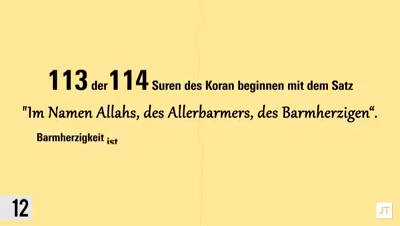 113 der 114 Suren des Koran beginnen mit dem Satz
"Im Namen Allahs, des Allerbarmers, des Barmherzigen“.
Barmherzigkeit ist
12
JT